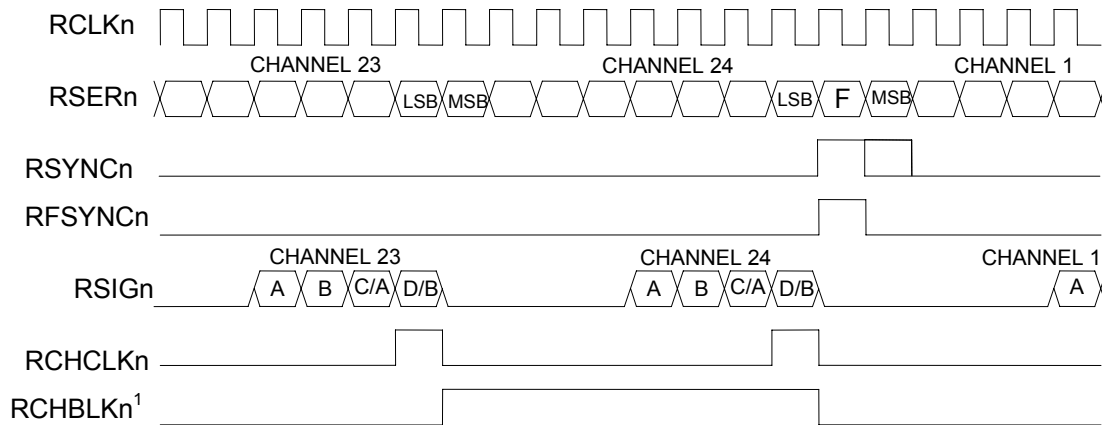 RCLKn
CHANNEL 23 CHANNEL 24 CHANNEL 1
RSERn LSB MSB LSB F MSB
RSYNCn
RFSYNCn
CHANNEL 23 CHANNEL 24 CHANNEL 1
RSIGn A B C/A D/B A B C/A D/B A
RCHCLKn
RCHBLKn¹